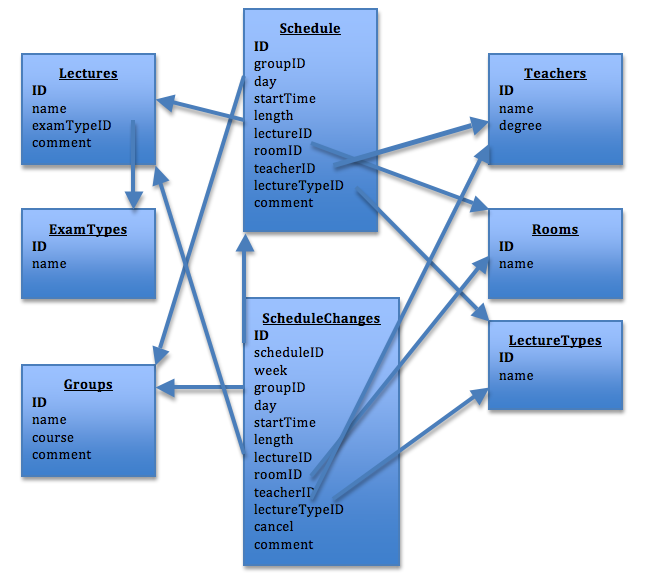 Schedule
ID
groupID
day
startTime
length
lectureID
roomID
teacherID
lectureTypeID
comment
Lectures
ID
name
examTypeID
comment
Teachers
ID
name
degree
ExamTypes
ID
name
Rooms
ID
name
ScheduleChanges
ID
scheduleID
week
groupID
day
startTime
length
lectureID
roomID
teacherID
lectureTypeID
cancel
comment
LectureTypes
ID
name
Groups
ID
name
course
comment